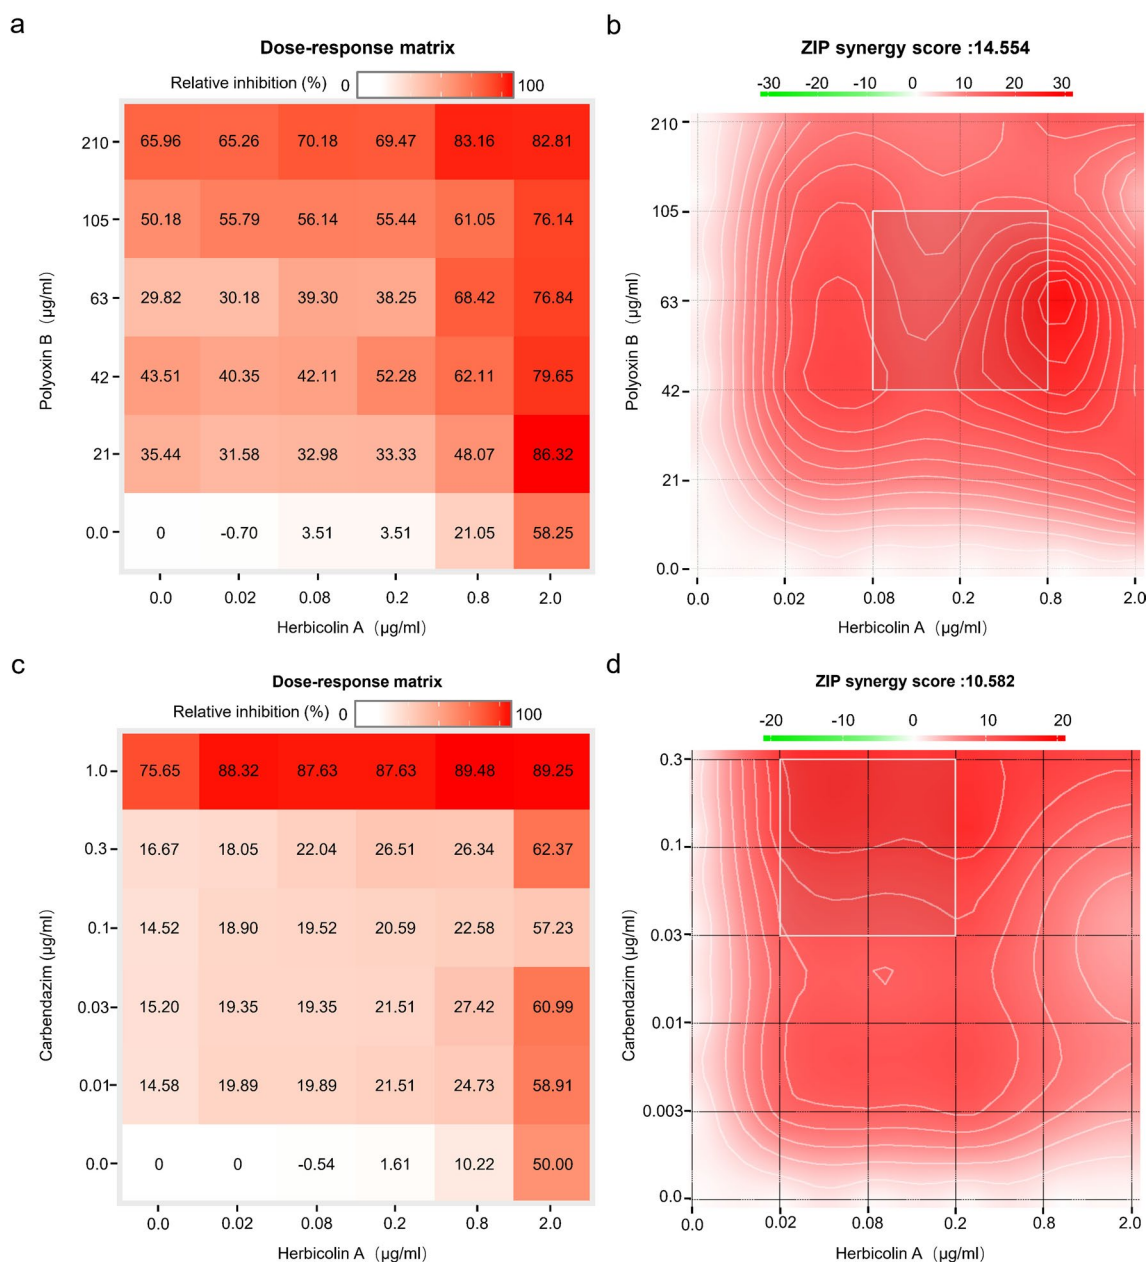 a
Dose-response matrix
Relative inhibition (%) 0 100
210 65.96 65.26 70.18 69.47 83.16 82.81
105 50.18 55.79 56.14 55.44 61.05 76.14
63 29.82 30.18 39.30 38.25 68.42 76.84
42 43.51 40.35 42.11 52.28 62.11 79.65
21 35.44 31.58 32.98 33.33 48.07 86.32
0.0 0 -0.70 3.51 3.51 21.05 58.25
0.0 0.02 0.08 0.2 0.8 2.0
Polyoxin B (µg/ml)
Herbicolin A (µg/ml)
b
ZIP synergy score :14.554
-30 -20 -10 0 10 20 30
210
105
63
42
21
0.0
0.0 0.02 0.08 0.2 0.8 2.0
Polyoxin B (µg/ml)
Herbicolin A (µg/ml)
c
Dose-response matrix
Relative inhibition (%) 0 100
1.0 75.65 88.32 87.63 87.63 89.48 89.25
0.3 16.67 18.05 22.04 26.51 26.34 62.37
0.1 14.52 18.90 19.52 20.59 22.58 57.23
0.03 15.20 19.35 19.35 21.51 27.42 60.99
0.01 14.58 19.89 19.89 21.51 24.73 58.91
0.0 0 0 -0.54 1.61 10.22 50.00
0.0 0.02 0.08 0.2 0.8 2.0
Carbendazim (µg/ml)
Herbicolin A (µg/ml)
d
ZIP synergy score :10.582
-20 -10 0 10 20
0.3
0.1
0.03
0.01
0.003
0.0
0.0 0.02 0.08 0.2 0.8 2.0
Carbendazim (µg/ml)
Herbicolin A (µg/ml)